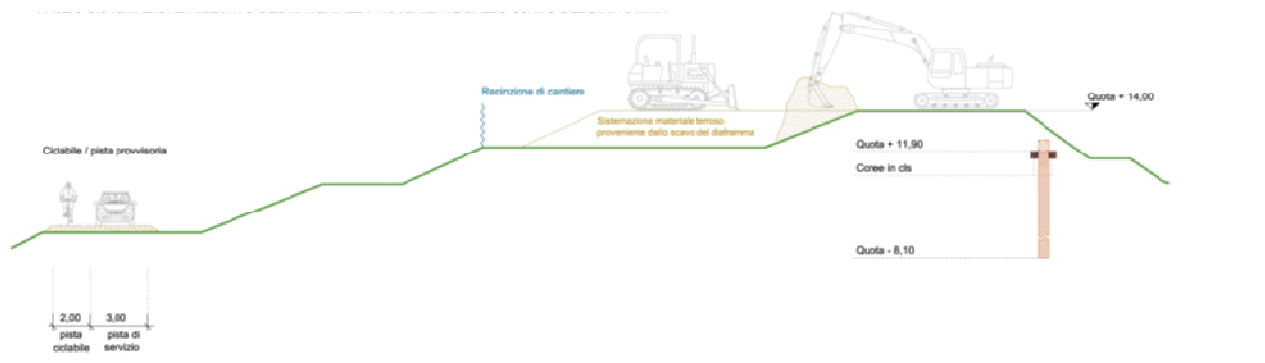 Recinzione di cantiere
Quota + 14,00
Sistemazione materiale terroso
proveniente dallo scavo del diaframma
Ciclabile / pista provvisoria
Quota + 11,90
Coree in cls
Quota - 8,10
2,00 3,00
pista ciclabile
pista di servizio